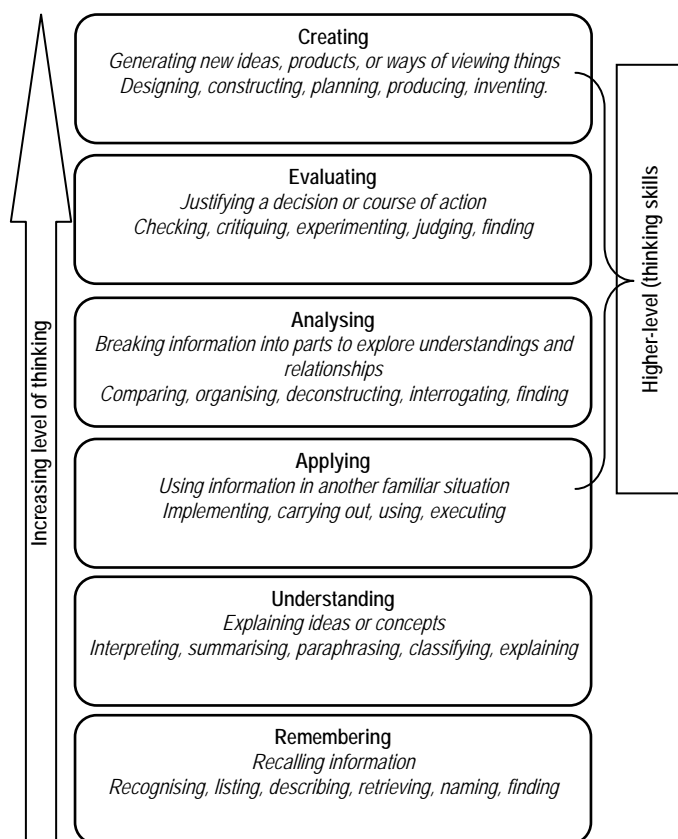 Creating
Generating new ideas, products, or ways of viewing things
Designing, constructing, planning, producing, inventing.
Evaluating
Justifying a decision or course of action
Checking, critiquing, experimenting, judging, finding
Analysing
Breaking information into parts to explore understandings and
relationships
Comparing, organising, deconstructing, interrogating, finding
Applying
Using information in another familiar situation
Implementing, carrying out, using, executing
Understanding
Explaining ideas or concepts
Interpreting, summarising, paraphrasing, classifying, explaining
Remembering
Recalling information
Recognising, listing, describing, retrieving, naming, finding
Increasing level of thinking
Higher-level (thinking skills